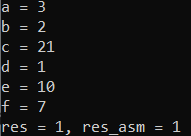 a = 3
b = 2
c = 21
d = 1
e = 10
f = 7
res = 1, res_asm = 1